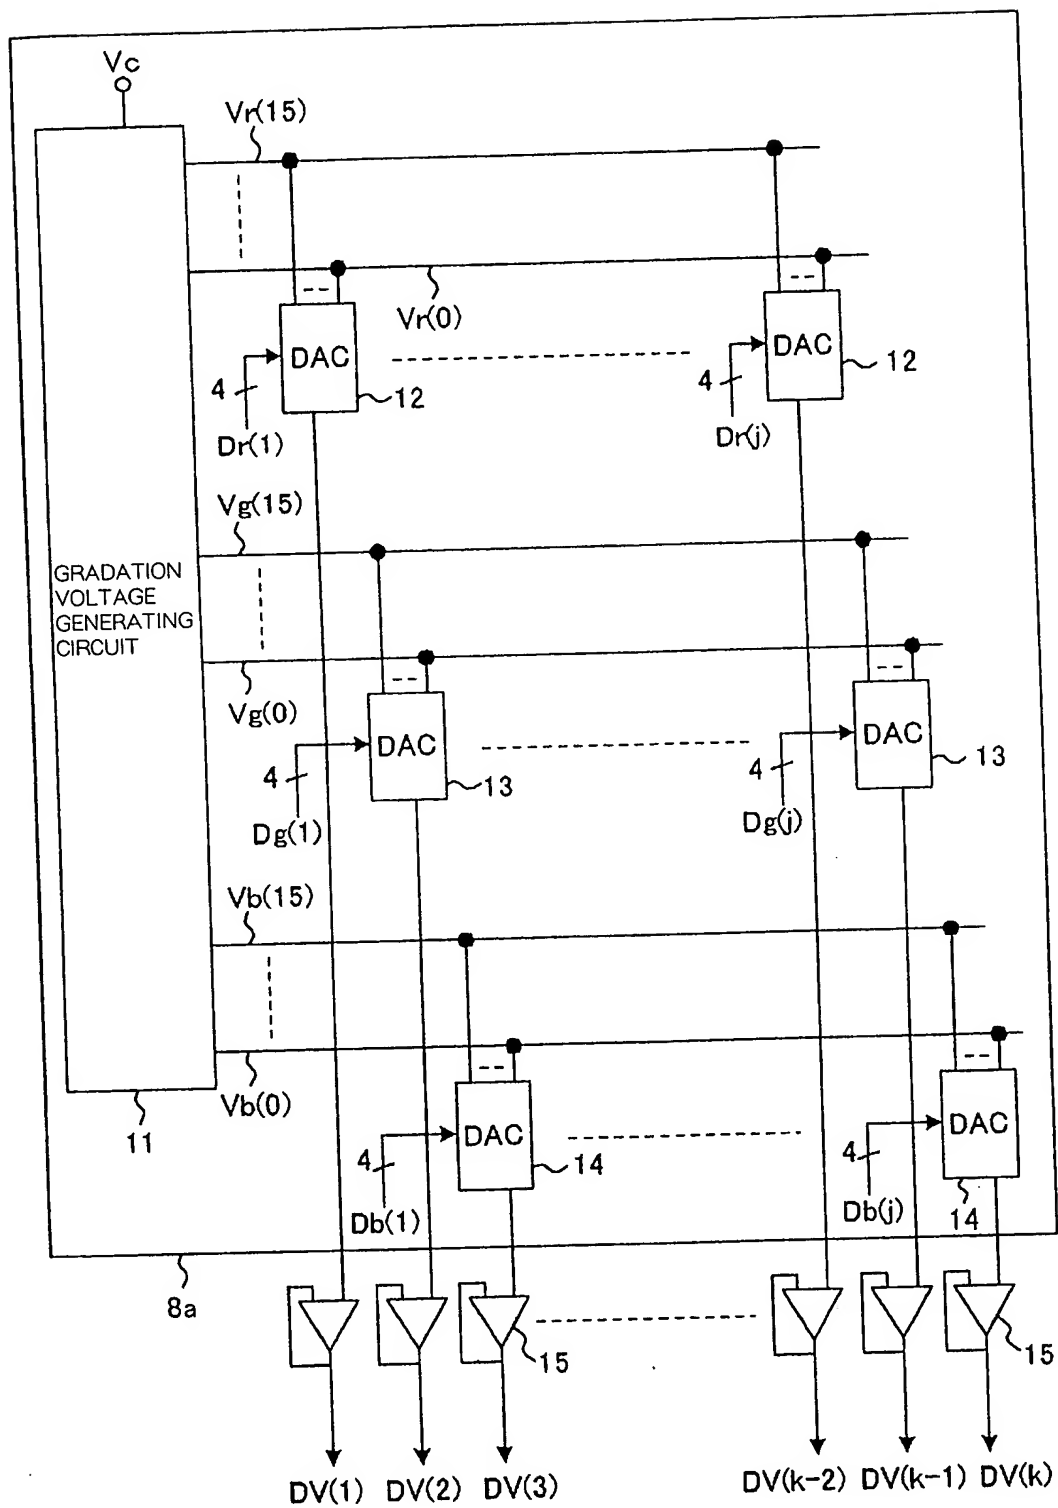 Vc
Vr(15)
Vr(0)
DAC
DAC
12
12
4
4
Dr(1)
Dr(j)
Vg(15)
GRADATION
VOLTAGE
GENERATING
CIRCUIT
Vg(0)
DAC
DAC
13
13
4
4
Dg(1)
Dg(j)
Vb(15)
Vb(0)
11
DAC
DAC
14
14
4
4
Db(1)
Db(j)
8a
15
15
DV(1)
DV(2)
DV(3)
DV(k-2)
DV(k-1)
DV(k)